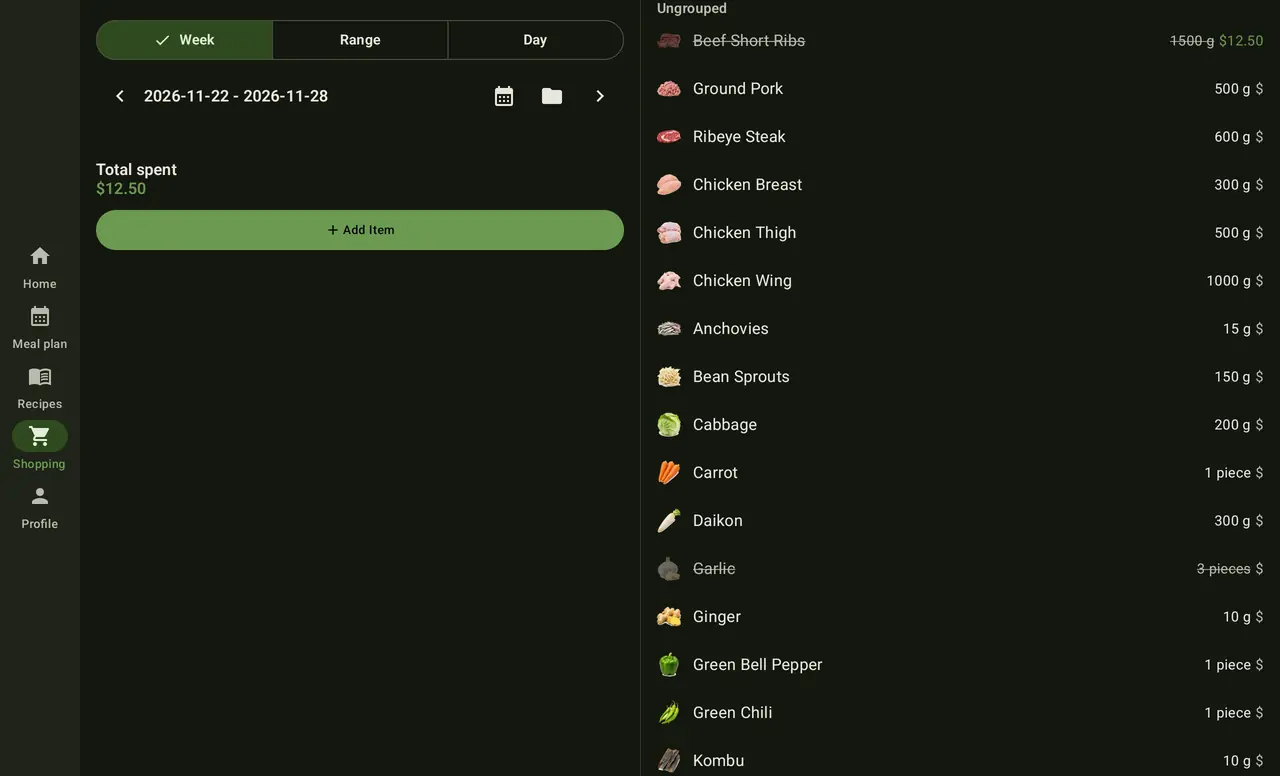 Week
Range
Day
2026-11-22 - 2026-11-28
Total spent
$12.50
+ Add Item
Home
Meal plan
Recipes
Shopping
Profile
Ungrouped
Beef Short Ribs 1500 g $12.50
Ground Pork 500 g $
Ribeye Steak 600 g $
Chicken Breast 300 g $
Chicken Thigh 500 g $
Chicken Wing 1000 g $
Anchovies 15 g $
Bean Sprouts 150 g $
Cabbage 200 g $
Carrot 1 piece $
Daikon 300 g $
Garlic 3 pieces $
Ginger 10 g $
Green Bell Pepper 1 piece $
Green Chili 1 piece $
Kombu 10 g $